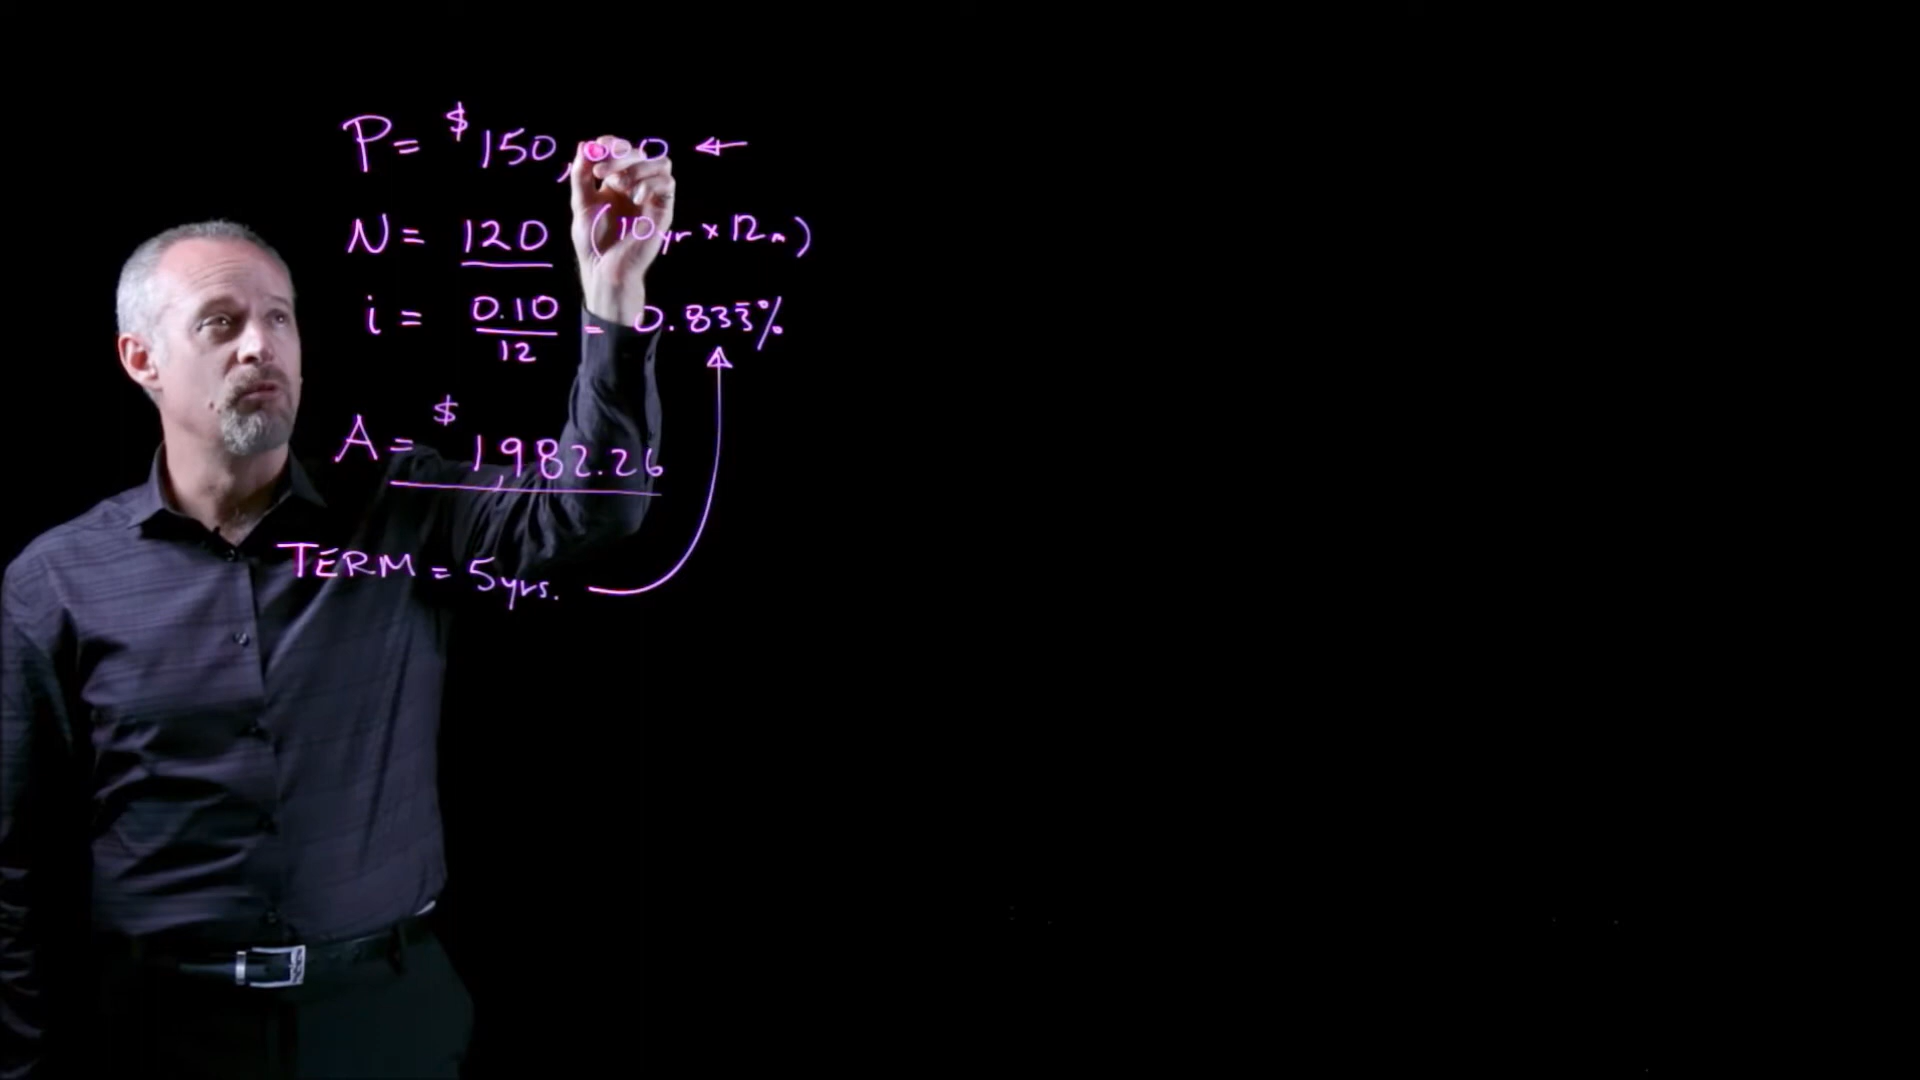 P = $150,000 ←
N = 120 (10yr × 12m)
i = 0.10/12 = 0.833%
A = $1,982.26
TERM = 5yrs.